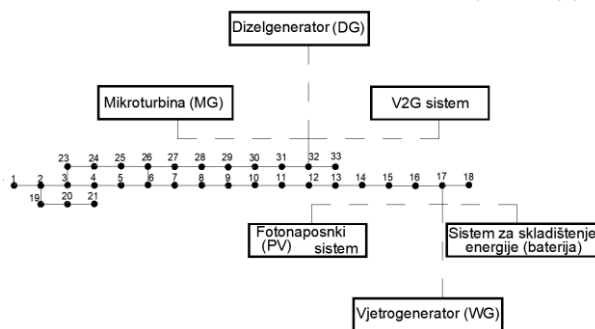 Dizelgenerator (DG)
Mikroturbina (MG)
V2G sistem
23 24 25 26 27 28 29 30 31 32 33
1 2 3 4 5 6 7 8 9 10 11 12 13 14 15 16 17 18
19 20 21
Fotonaposnki
(PV) sistem
Sistem za skladištenje
energije (baterija)
Vjetrogenerator (WG)